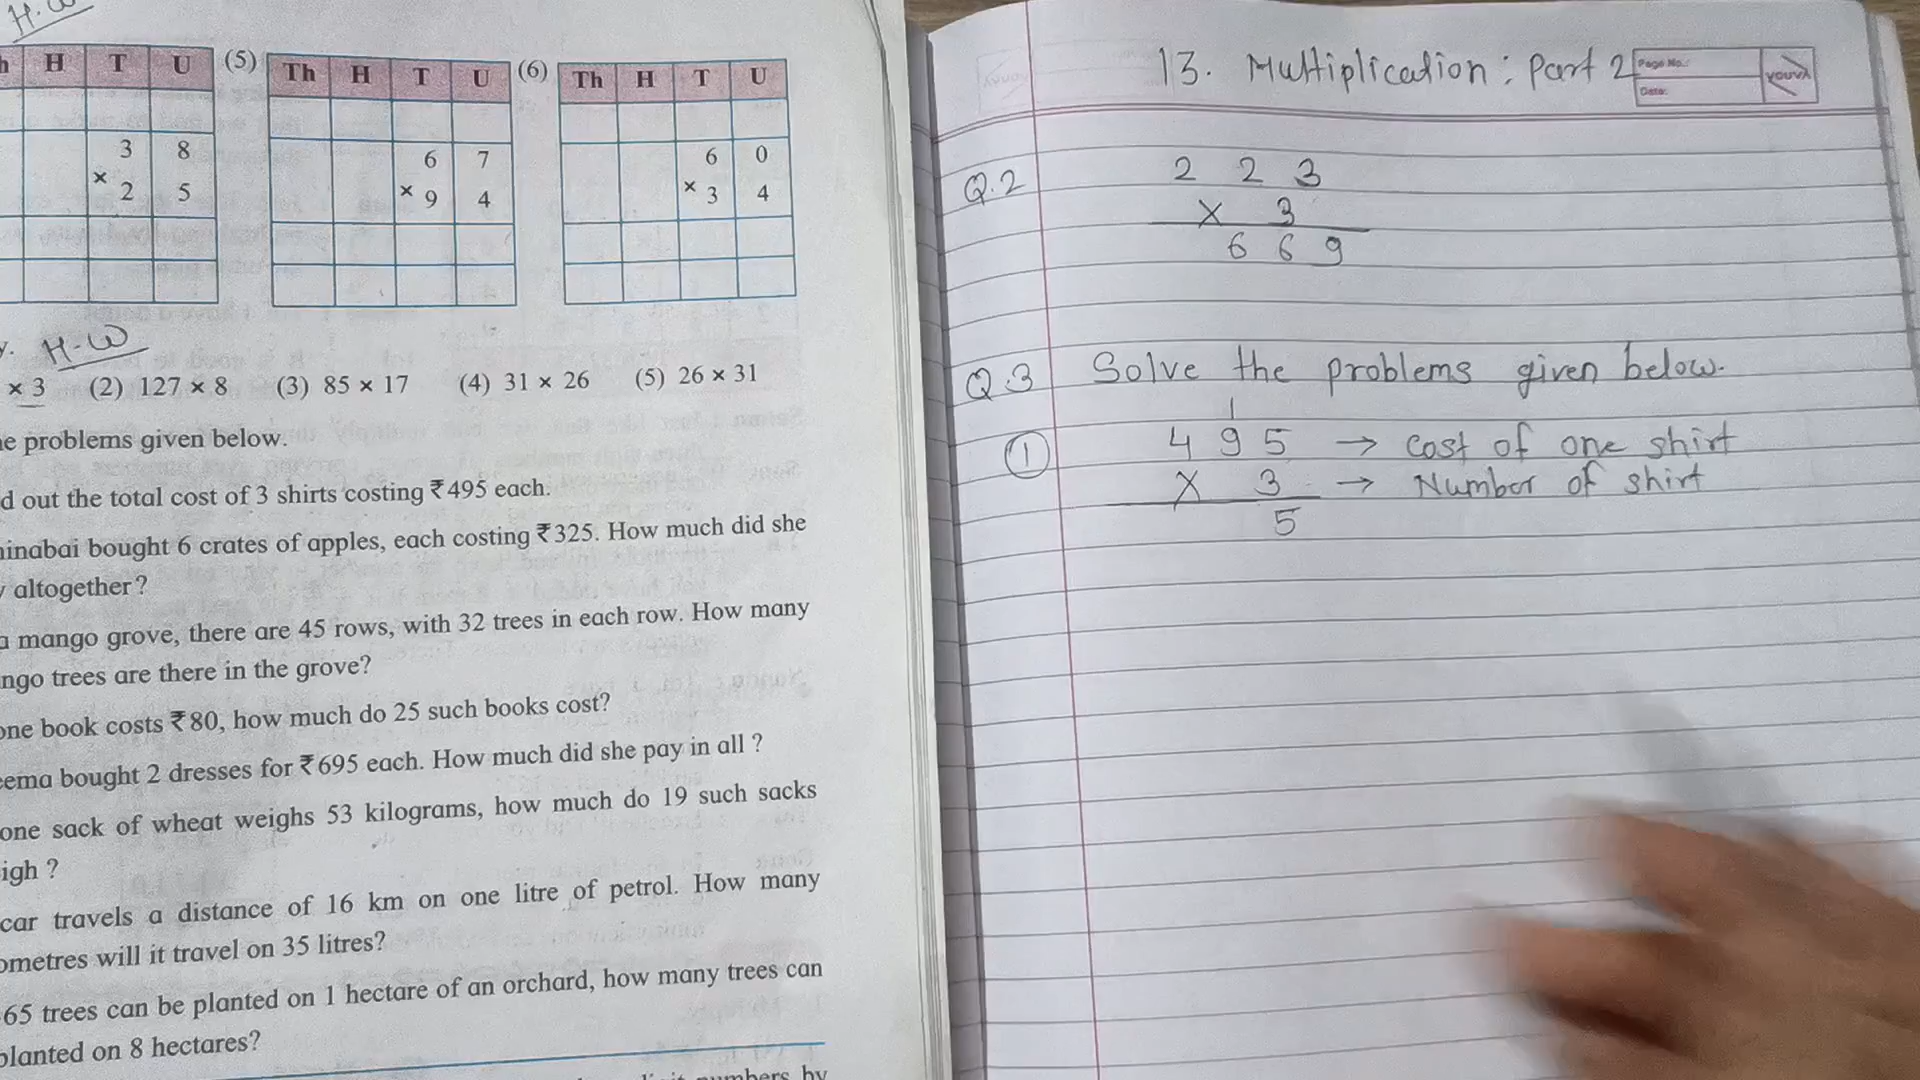 H.W
H T U (5) Th H T U (6) Th H T U
3 8
× 2 5
6 7
× 9 4
6 0
× 3 4
H-W
× 3 (2) 127 × 8 (3) 85 × 17 (4) 31 × 26 (5) 26 × 31
problems given below.
out the total cost of 3 shirts costing ₹495 each.
bought 6 crates of apples, each costing ₹325. How much did she
altogether?
mango grove, there are 45 rows, with 32 trees in each row. How many
trees are there in the grove?
book costs ₹80, how much do 25 such books cost?
bought 2 dresses for ₹695 each. How much did she pay in all ?
one sack of wheat weighs 53 kilograms, how much do 19 such sacks
?
car travels a distance of 16 km on one litre of petrol. How many
will it travel on 35 litres?
65 trees can be planted on 1 hectare of an orchard, how many trees can
planted on 8 hectares?
numbers by
13. Multiplication : Part 2
Page No.:
Date:
YOUVA
Q.2 2 2 3
X 3
6 6 9
Q.3 Solve the problems given below.
1
① 4 9 5 → cost of one shirt
X 3 → Number of shirt
5